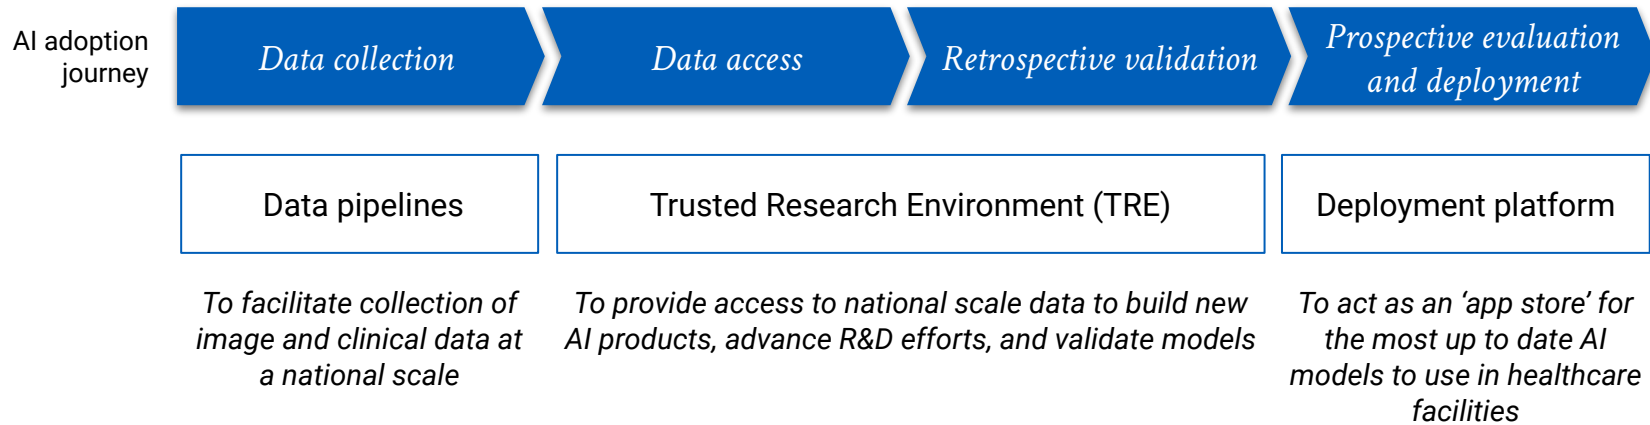 AI adoption
journey
Data collection
Data access
Retrospective validation
Prospective evaluation
and deployment
Data pipelines
Trusted Research Environment (TRE)
Deployment platform
To facilitate collection of
image and clinical data at
a national scale
To provide access to national scale data to build new
AI products, advance R&D efforts, and validate models
To act as an ‘app store’ for
the most up to date AI
models to use in healthcare
facilities